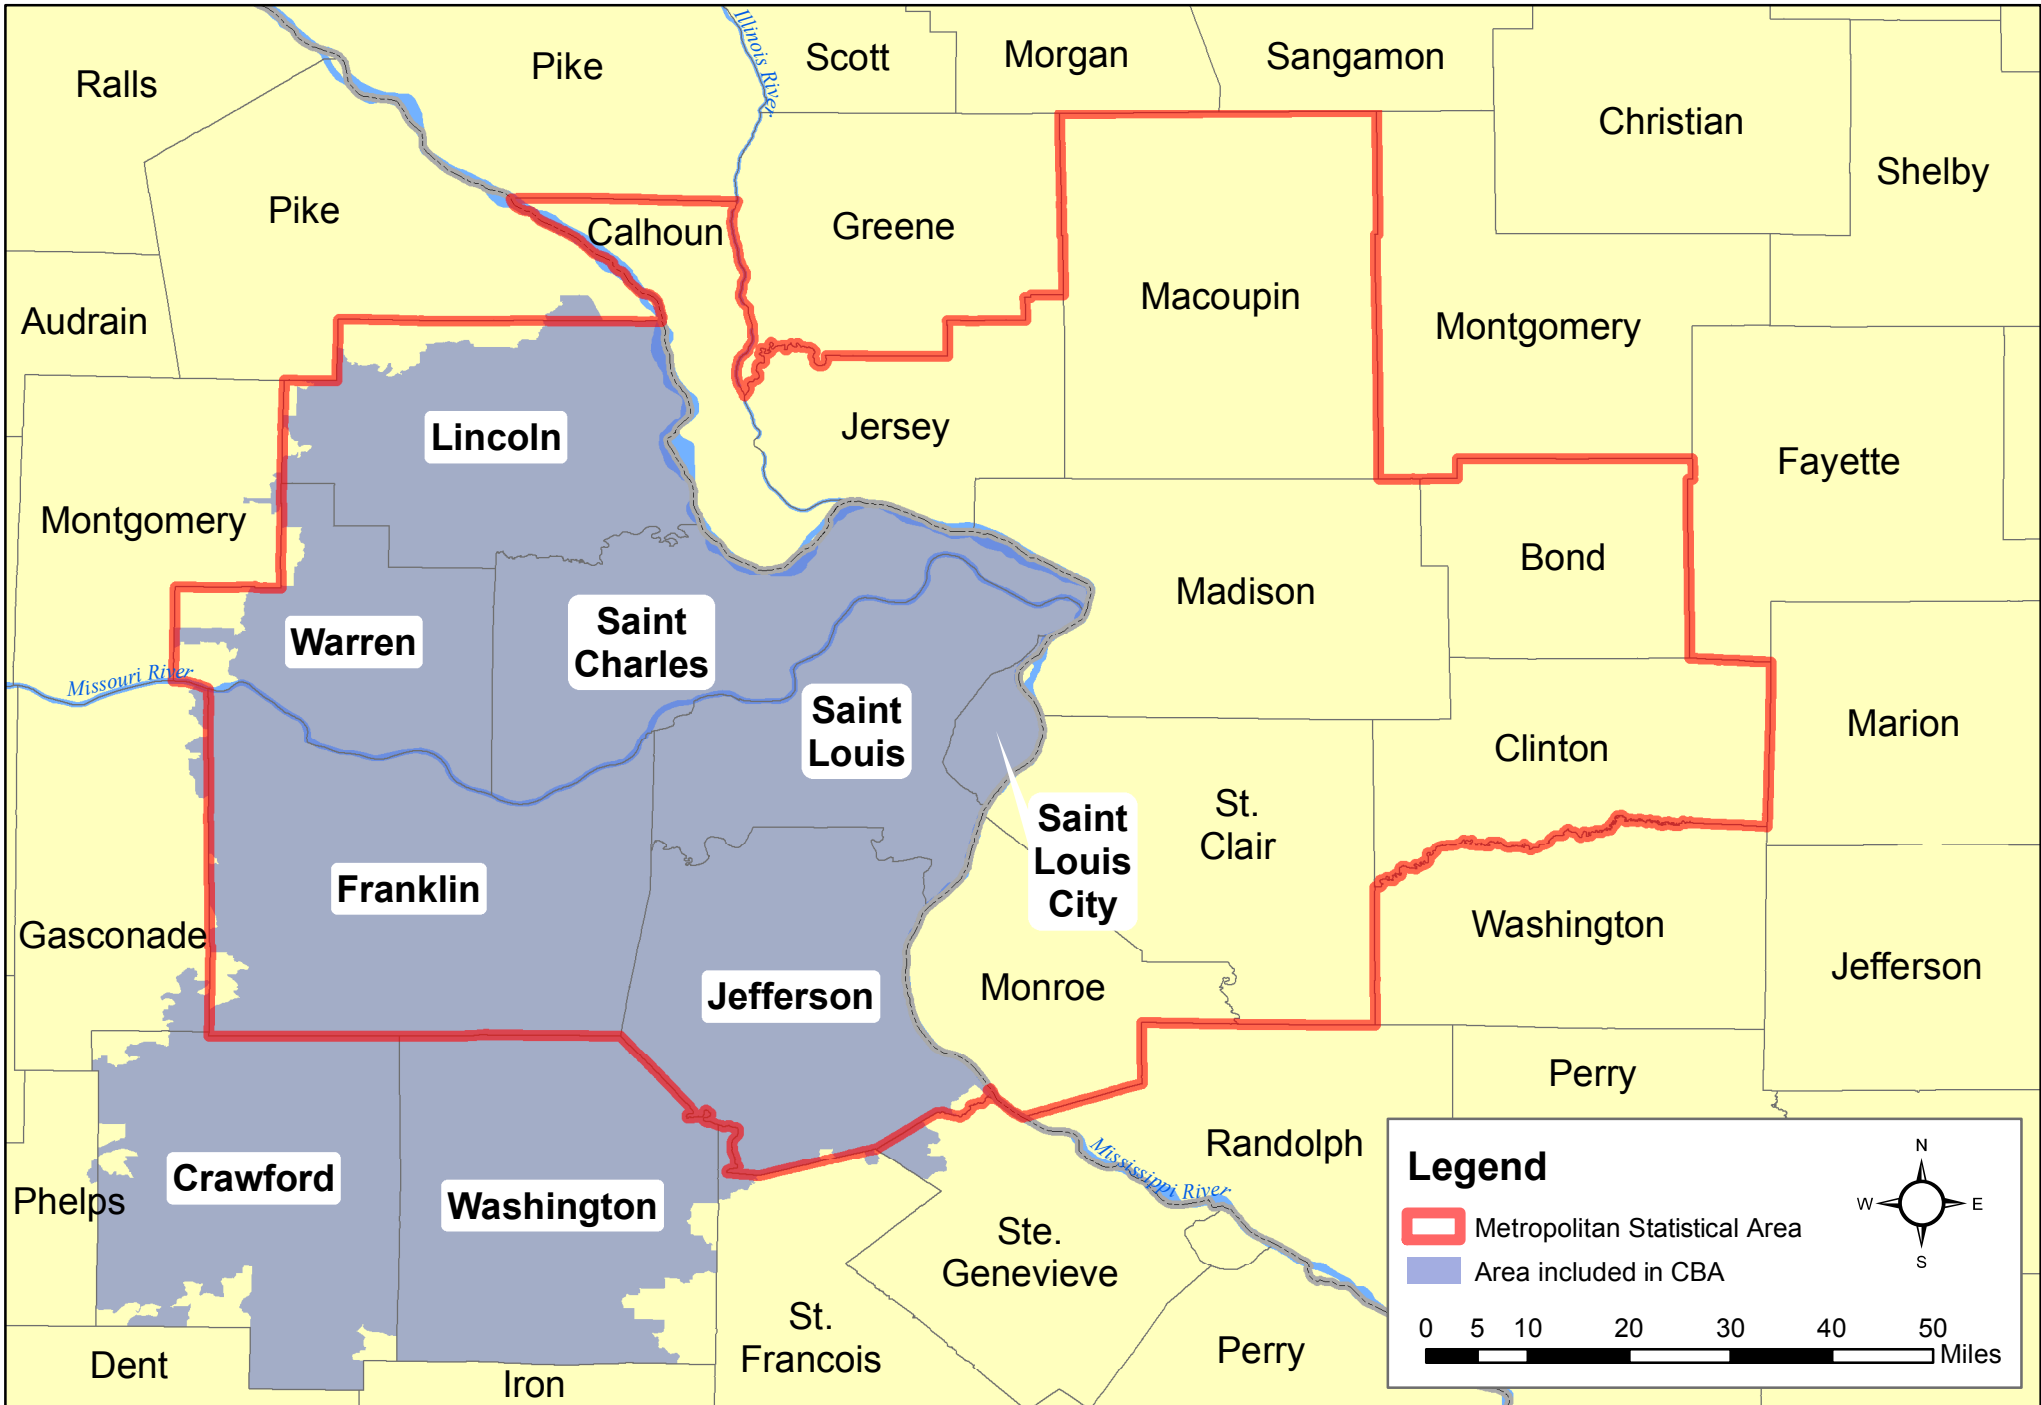 Illinois River
Scott
Morgan
Sangamon
Pike
Ralls
Christian
Shelby
Pike
Calhoun
Greene
Macoupin
Audrain
Montgomery
Lincoln
Jersey
Fayette
Montgomery
Bond
Madison
Warren
Saint
Charles
Missouri River
Saint
Louis
Marion
Clinton
St.
Clair
Saint
Louis
City
Franklin
Gasconade
Washington
Jefferson
Jefferson
Monroe
Perry
Randolph
Mississippi River
Crawford
Phelps
Washington
Ste.
Genevieve
St.
Francois
Perry
Dent
Iron
Legend
Metropolitan Statistical Area
Area included in CBA
N
W E
S
0 5 10 20 30 40 50
Miles